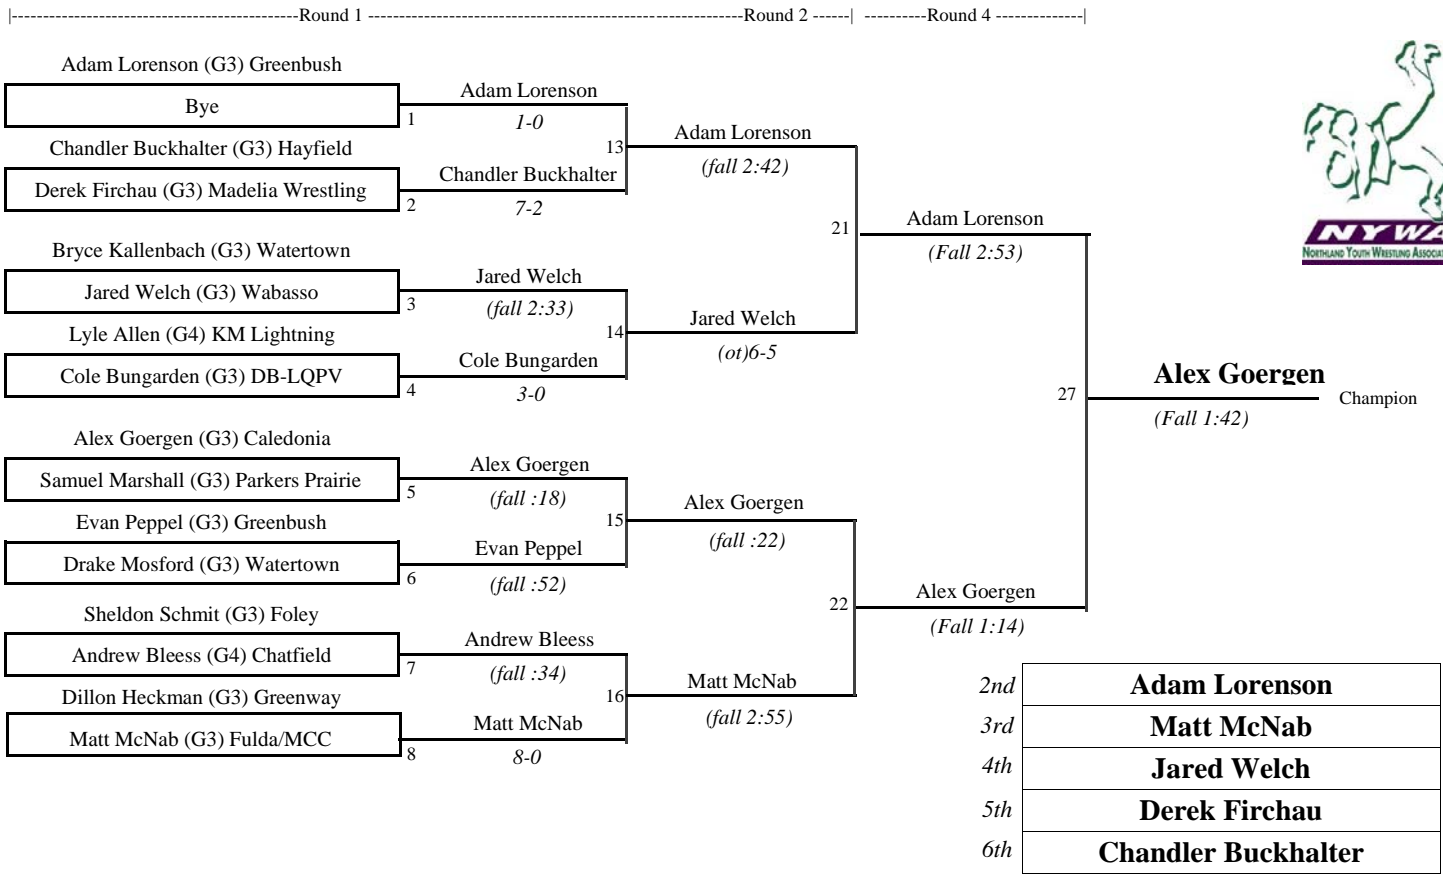 |----------------------------------------------Round 1 ------------------------------------------------------------Round 2 ------| ----------Round 4 --------------|
Adam Lorenson (G3) Greenbush
Bye
1
Adam Lorenson
1-0
Chandler Buckhalter (G3) Hayfield
Derek Firchau (G3) Madelia Wrestling
2
Chandler Buckhalter
7-2
13
Adam Lorenson
(fall 2:42)
Bryce Kallenbach (G3) Watertown
Jared Welch (G3) Wabasso
3
Jared Welch
(fall 2:33)
Lyle Allen (G4) KM Lightning
Cole Bungarden (G3) DB-LQPV
4
Cole Bungarden
3-0
14
Jared Welch
(ot)6-5
21
Adam Lorenson
(Fall 2:53)
Alex Goergen (G3) Caledonia
Samuel Marshall (G3) Parkers Prairie
5
Alex Goergen
(fall :18)
Evan Peppel (G3) Greenbush
Drake Mosford (G3) Watertown
6
Evan Peppel
(fall :52)
15
Alex Goergen
(fall :22)
Sheldon Schmit (G3) Foley
Andrew Bleess (G4) Chatfield
7
Andrew Bleess
(fall :34)
Dillon Heckman (G3) Greenway
Matt McNab (G3) Fulda/MCC
8
Matt McNab
8-0
16
Matt McNab
(fall 2:55)
22
Alex Goergen
(Fall 1:14)
27
Alex Goergen
Champion
(Fall 1:42)
NYWA
NORTHLAND YOUTH WRESTLING
2nd Adam Lorenson
3rd Matt McNab
4th Jared Welch
5th Derek Firchau
6th Chandler Buckhalter